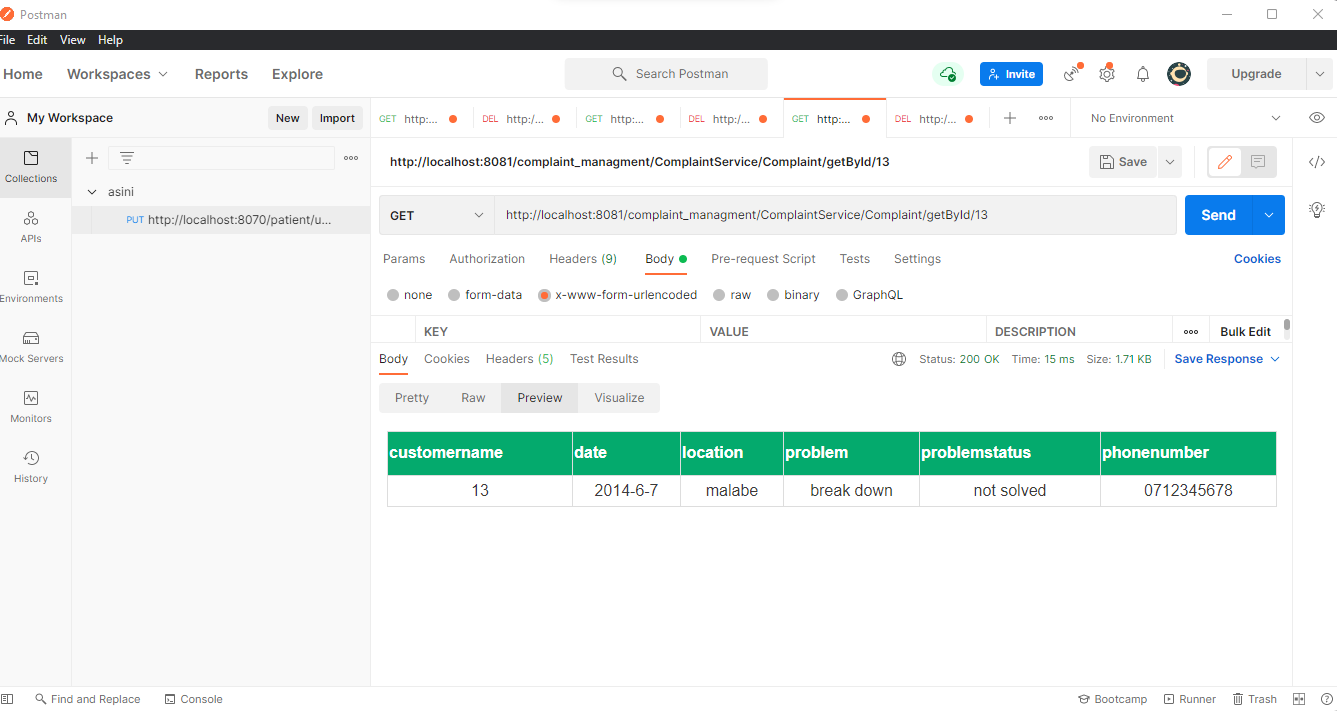 Postman
File Edit View Help
Home Workspaces Reports Explore Search Postman Invite Upgrade
My Workspace New Import GET http:... DEL http:/... GET http:... DEL http:/... GET http:... DEL http:/... No Environment
Collections
APIs
Environments
Mock Servers
Monitors
History
asini
PUT http://localhost:8070/patient/u...
http://localhost:8081/complaint_managment/ComplaintService/Complaint/getById/13 Save
GET http://localhost:8081/complaint_managment/ComplaintService/Complaint/getById/13 Send
Params Authorization Headers (9) Body Pre-request Script Tests Settings Cookies
none form-data x-www-form-urlencoded raw binary GraphQL
KEY VALUE DESCRIPTION Bulk Edit
Body Cookies Headers (5) Test Results Status: 200 OK Time: 15 ms Size: 1.71 KB Save Response
Pretty Raw Preview Visualize
customername date location problem problemstatus phonenumber
13 2014-6-7 malabe break down not solved 0712345678
Find and Replace Console Bootcamp Runner Trash